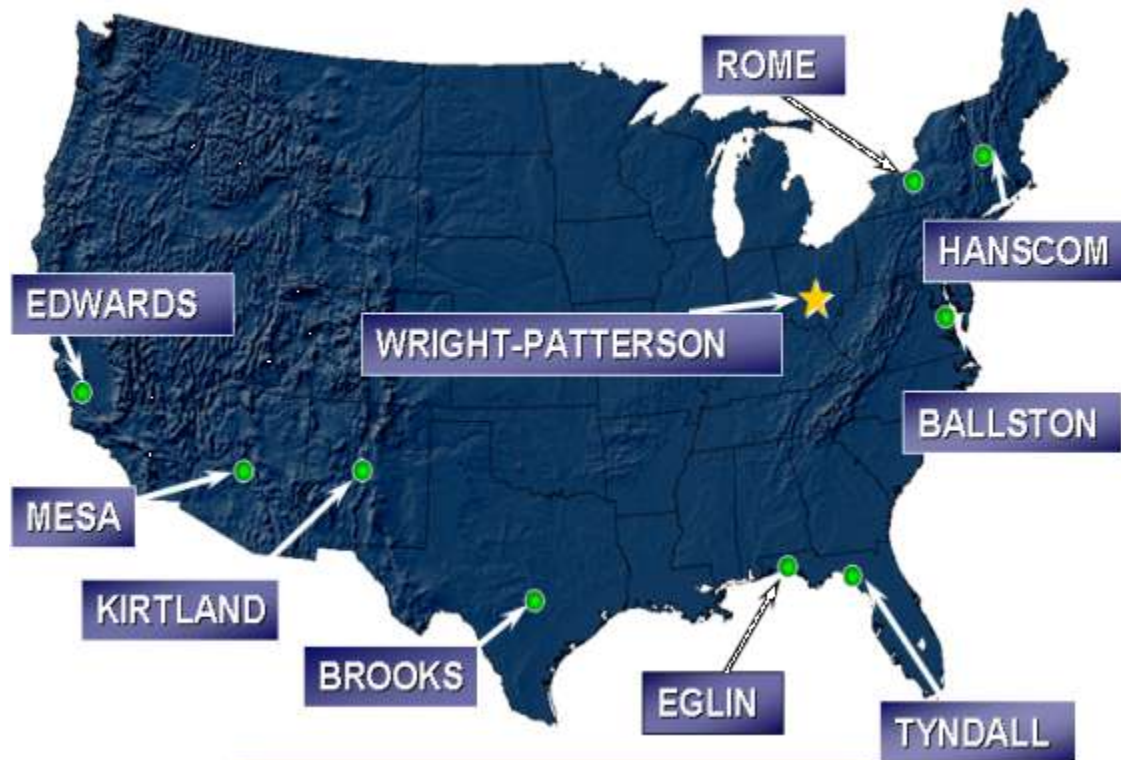 ROME
HANSCOM
EDWARDS
WRIGHT-PATTERSON
BALLSTON
MESA
KIRTLAND
BROOKS
EGLIN
TYNDALL